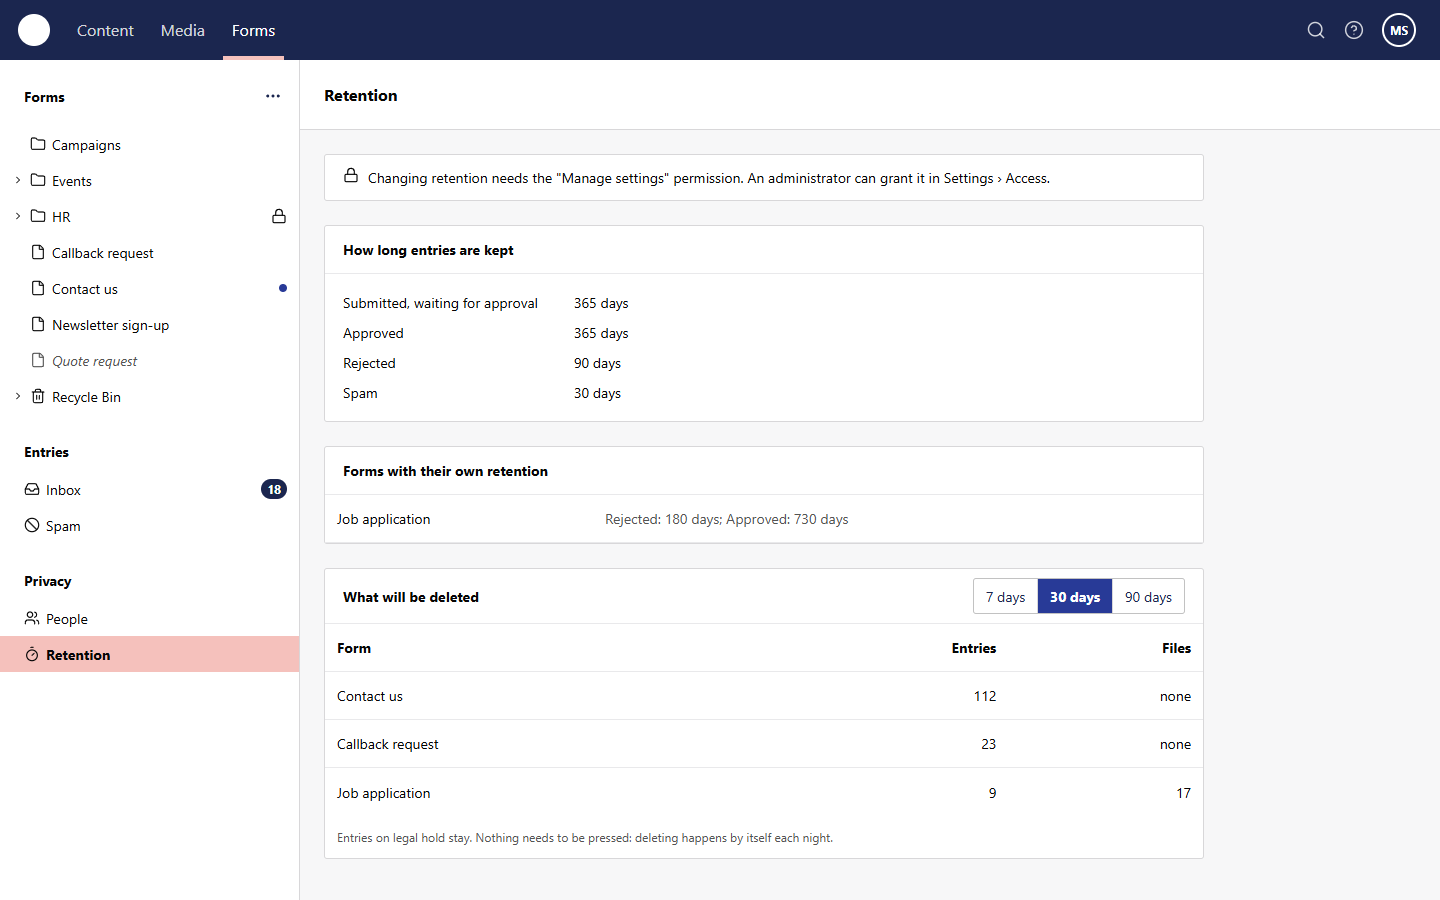 Content Media Forms MS
Forms
Campaigns
Events
HR
Callback request
Contact us
Newsletter sign-up
Quote request
Recycle Bin
Entries
Inbox 18
Spam
Privacy
People
Retention
Retention
Changing retention needs the "Manage settings" permission. An administrator can grant it in Settings › Access.
How long entries are kept
Submitted, waiting for approval 365 days
Approved 365 days
Rejected 90 days
Spam 30 days
Forms with their own retention
Job application Rejected: 180 days; Approved: 730 days
What will be deleted 7 days 30 days 90 days
Form Entries Files
Contact us 112 none
Callback request 23 none
Job application 9 17
Entries on legal hold stay. Nothing needs to be pressed: deleting happens by itself each night.